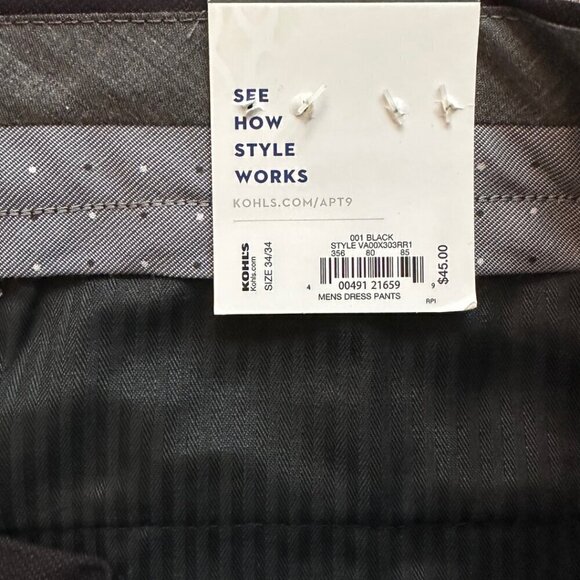 SEE
HOW
STYLE
WORKS
KOHLS.COM/APT9
KOHL'S
Kohls.com
SIZE 34/34
001 BLACK
STYLE VA00X303RR1
356 80 85
4 00491 21659 9
MENS DRESS PANTS
$45.00
RPI